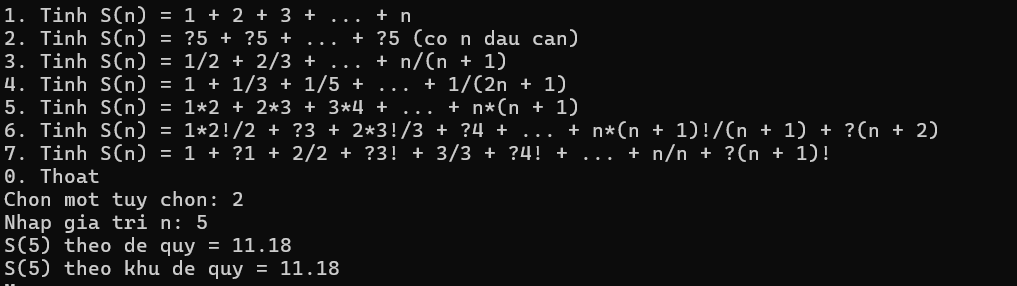 1. Tinh S(n) = 1 + 2 + 3 + ... + n
2. Tinh S(n) = ?5 + ?5 + ... + ?5 (co n dau can)
3. Tinh S(n) = 1/2 + 2/3 + ... + n/(n + 1)
4. Tinh S(n) = 1 + 1/3 + 1/5 + ... + 1/(2n + 1)
5. Tinh S(n) = 1*2 + 2*3 + 3*4 + ... + n*(n + 1)
6. Tinh S(n) = 1*2!/2 + ?3 + 2*3!/3 + ?4 + ... + n*(n + 1)!/(n + 1) + ?(n + 2)
7. Tinh S(n) = 1 + ?1 + 2/2 + ?3! + 3/3 + ?4! + ... + n/n + ?(n + 1)!
0. Thoat
Chon mot tuy chon: 2
Nhap gia tri n: 5
S(5) theo de quy = 11.18
S(5) theo khu de quy = 11.18